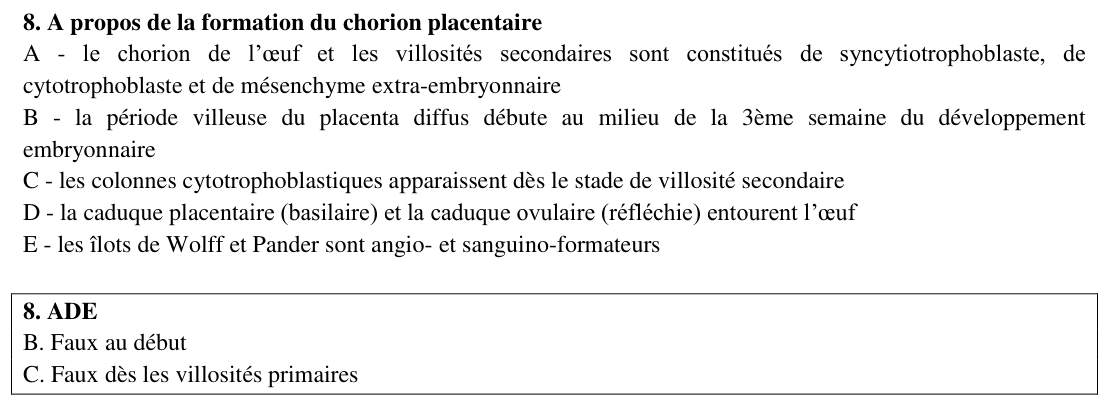 8. A propos de la formation du chorion placentaire
A - le chorion de l’œuf et les villosités secondaires sont constitués de syncytiotrophoblaste, de
cytotrophoblaste et de mésenchyme extra-embryonnaire
B - la période villeuse du placenta diffus débute au milieu de la 3ème semaine du développement
embryonnaire
C - les colonnes cytotrophoblastiques apparaissent dès le stade de villosité secondaire
D - la caduque placentaire (basilaire) et la caduque ovulaire (réfléchie) entourent l’œuf
E - les îlots de Wolff et Pander sont angio- et sanguino-formateurs
8. ADE
B. Faux au début
C. Faux dès les villosités primaires